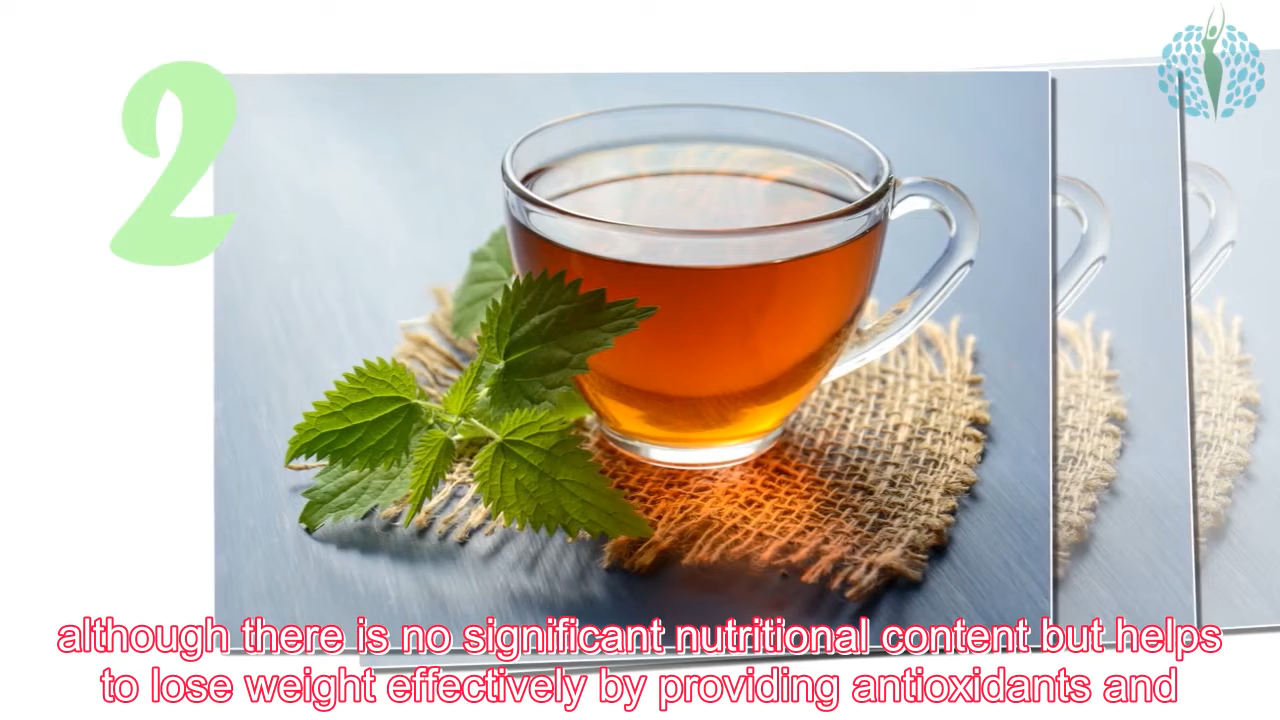 2
although there is no significant nutritional content but helps
to lose weight effectively by providing antioxidants and